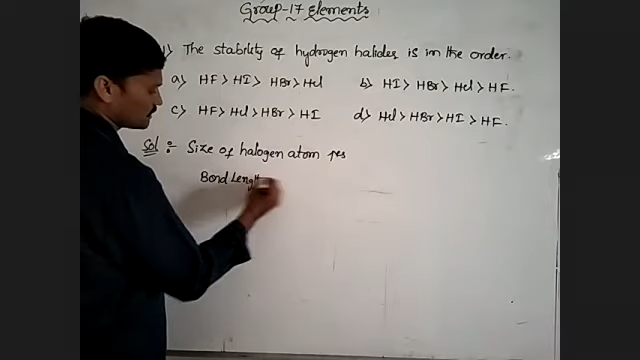 Group-17 Elements
1) The stability of hydrogen halides is in the order.
a) HF > HI > HBr > Hcl b) HI > HBr > Hcl > HF.
c) HF > Hcl > HBr > HI d) Hcl > HBr > HI > HF.
Sol :- Size of halogen atom ↑es
Bond Length